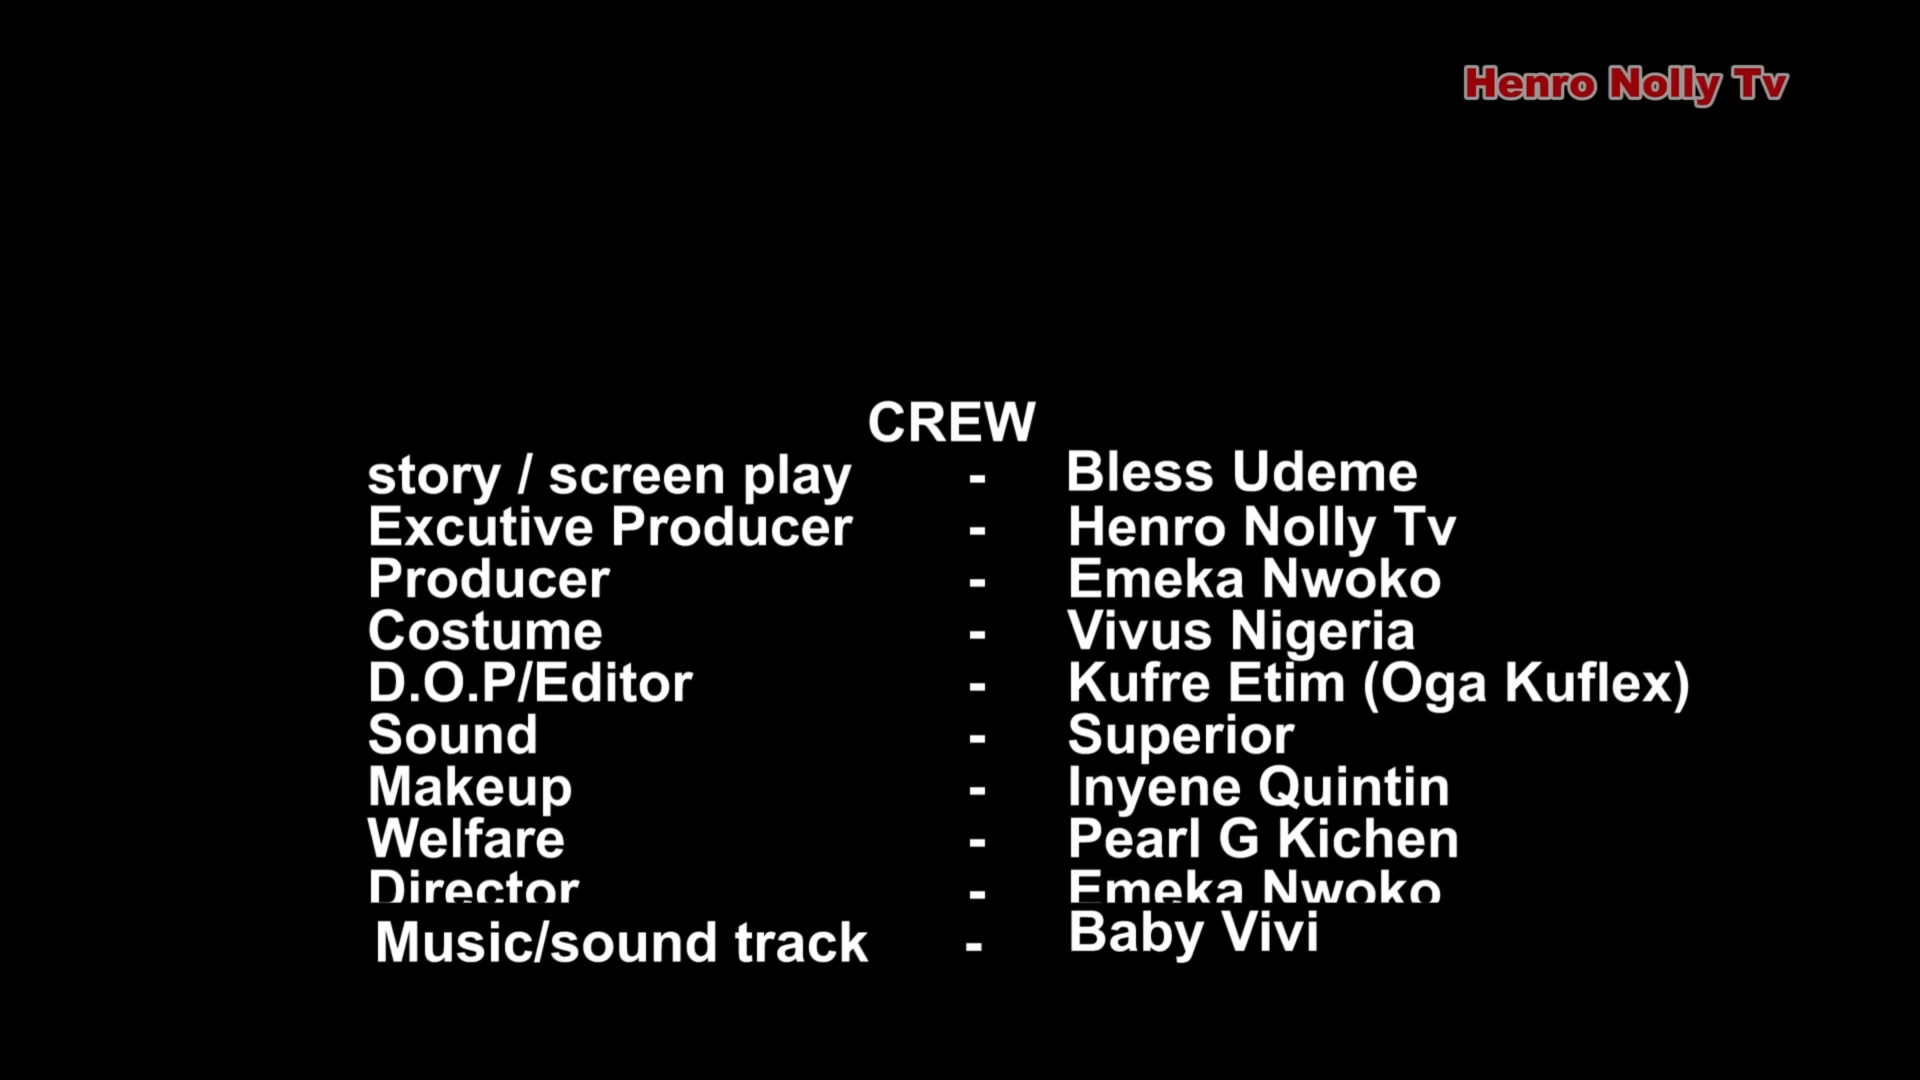 Henro Nolly Tv
CREW
story / screen play - Bless Udeme
Excutive Producer - Henro Nolly Tv
Producer - Emeka Nwoko
Costume - Vivus Nigeria
D.O.P/Editor - Kufre Etim (Oga Kuflex)
Sound - Superior
Makeup - Inyene Quintin
Welfare - Pearl G Kichen
Director - Emeka Nwoko
Music/sound track - Baby Vivi